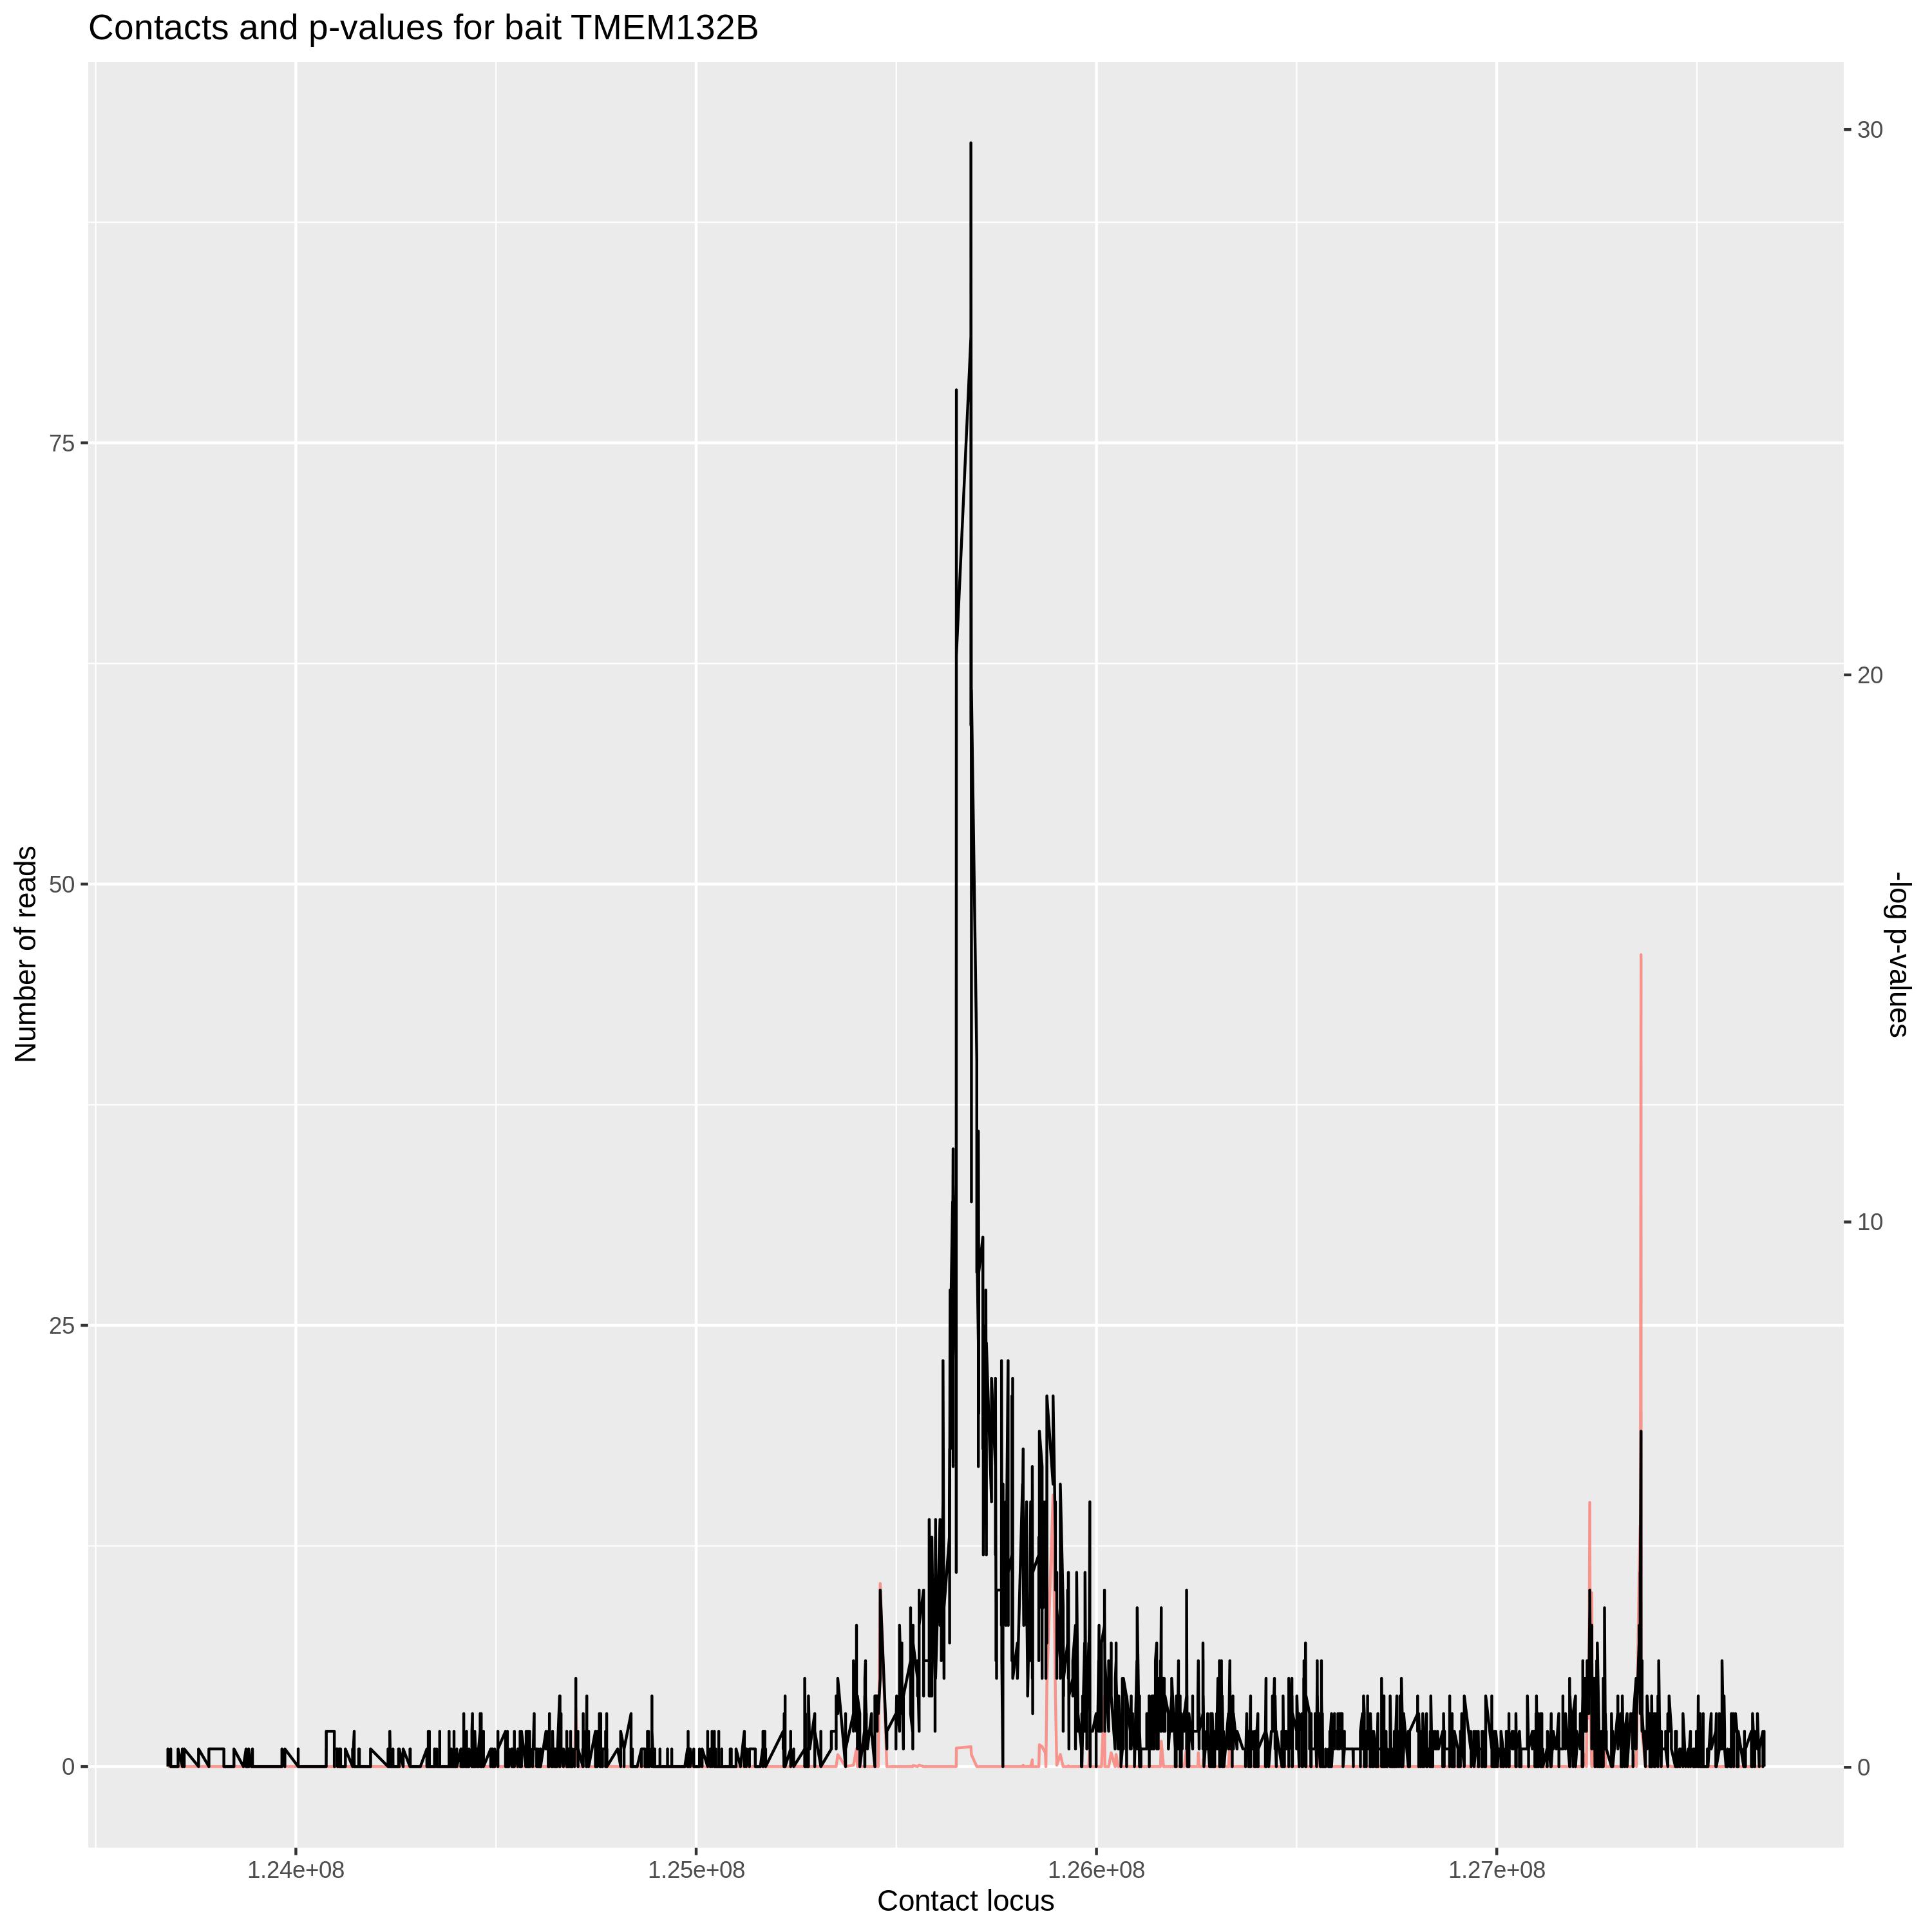 Contacts and p-values for bait TMEM132B
Number of reads
75
50
25
0
30
20
10
0
-log p-values
1.24e+08
1.25e+08
1.26e+08
1.27e+08
Contact locus